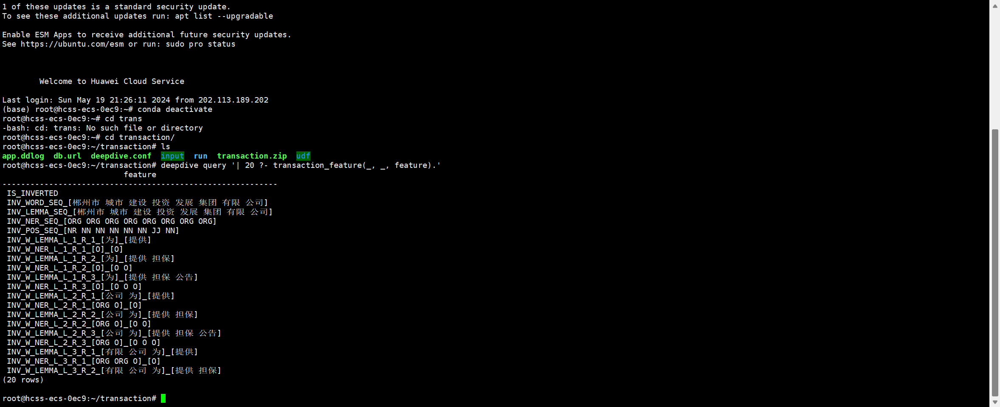 1 of these updates is a standard security update.
To see these additional updates run: apt list --upgradable
Enable ESM Apps to receive additional future security updates.
See https://ubuntu.com/esm or run: sudo pro status
Welcome to Huawei Cloud Service
Last login: Sun May 19 21:26:11 2024 from 202.113.189.202
(base) root@hcss-ecs-0ec9:~# conda deactivate
root@hcss-ecs-0ec9:~# cd trans
-bash: cd: trans: No such file or directory
root@hcss-ecs-0ec9:~# cd transaction/
root@hcss-ecs-0ec9:~/transaction# ls
app.ddlog  db.url  deepdive.conf  input  run  transaction.zip  udf
root@hcss-ecs-0ec9:~/transaction# deepdive query '| 20 ?- transaction_feature(_, _, feature).'
feature
-----------------------------------------------------------
IS_INVERTED
INV_WORD_SEQ_[郴州市 城市 建设 投资 发展 集团 有限 公司]
INV_LEMMA_SEQ_[郴州市 城市 建设 投资 发展 集团 有限 公司]
INV_NER_SEQ_[ORG ORG ORG ORG ORG ORG ORG ORG]
INV_POS_SEQ_[NR NN NN NN NN NN JJ NN]
INV_W_LEMMA_L_1_R_1_[为]_[提供]
INV_W_NER_L_1_R_1_[O]_[O]
INV_W_LEMMA_L_1_R_2_[为]_[提供 担保]
INV_W_NER_L_1_R_2_[O]_[O O]
INV_W_LEMMA_L_1_R_3_[为]_[提供 担保 公告]
INV_W_NER_L_1_R_3_[O]_[O O O]
INV_W_LEMMA_L_2_R_1_[公司 为]_[提供]
INV_W_NER_L_2_R_1_[ORG O]_[O]
INV_W_LEMMA_L_2_R_2_[公司 为]_[提供 担保]
INV_W_NER_L_2_R_2_[ORG O]_[O O]
INV_W_LEMMA_L_2_R_3_[公司 为]_[提供 担保 公告]
INV_W_NER_L_2_R_3_[ORG O]_[O O O]
INV_W_LEMMA_L_3_R_1_[有限 公司 为]_[提供]
INV_W_NER_L_3_R_1_[ORG ORG O]_[O]
INV_W_LEMMA_L_3_R_2_[有限 公司 为]_[提供 担保]
(20 rows)
root@hcss-ecs-0ec9:~/transaction#